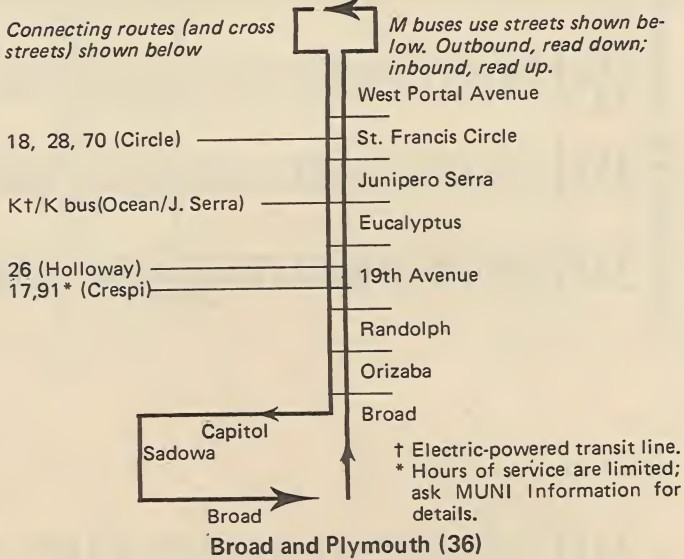 Connecting routes (and cross
streets) shown below
M buses use streets shown be-
low. Outbound, read down;
inbound, read up.
West Portal Avenue
18, 28, 70 (Circle)
St. Francis Circle
Junipero Serra
K†/K bus(Ocean/J. Serra)
Eucalyptus
26 (Holloway)
19th Avenue
17,91* (Crespi)
Randolph
Orizaba
Broad
Capitol
Sadowa
† Electric-powered transit line.
* Hours of service are limited;
ask MUNI Information for
details.
Broad
Broad and Plymouth (36)